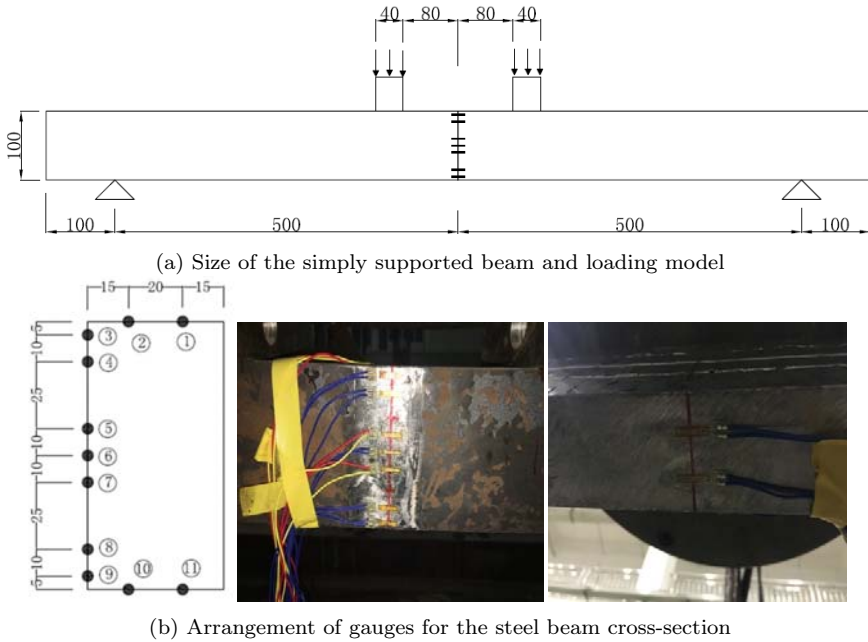 40 80 80 40
100
100 500 500 100
(a) Size of the simply supported beam and loading model
15 20 15
5
10
25
10
10
25
10
5
③ ② ①
④
⑤
⑥
⑦
⑧
⑨ ⑩ ⑪
(b) Arrangement of gauges for the steel beam cross-section